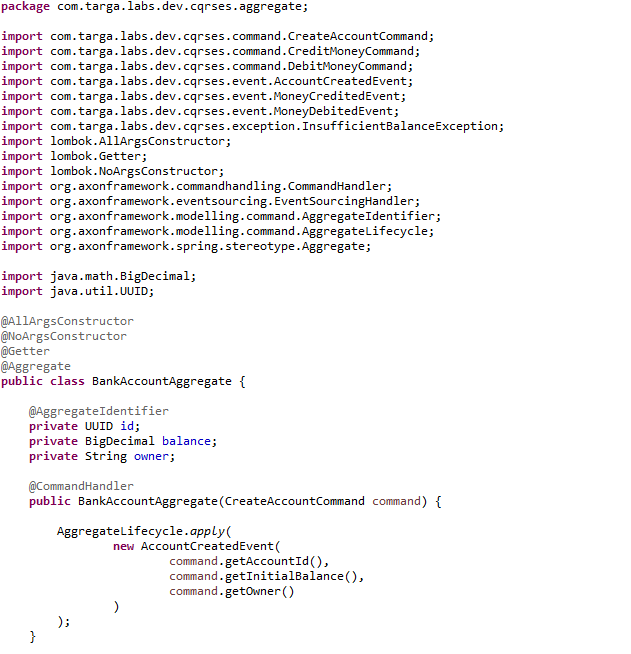 package com.targa.labs.dev.cqrses.aggregate;
import com.targa.labs.dev.cqrses.command.CreateAccountCommand;
import com.targa.labs.dev.cqrses.command.CreditMoneyCommand;
import com.targa.labs.dev.cqrses.command.DebitMoneyCommand;
import com.targa.labs.dev.cqrses.event.AccountCreatedEvent;
import com.targa.labs.dev.cqrses.event.MoneyCreditedEvent;
import com.targa.labs.dev.cqrses.event.MoneyDebitedEvent;
import com.targa.labs.dev.cqrses.exception.InsufficientBalanceException;
import lombok.AllArgsConstructor;
import lombok.Getter;
import lombok.NoArgsConstructor;
import org.axonframework.commandhandling.CommandHandler;
import org.axonframework.eventsourcing.EventSourcingHandler;
import org.axonframework.modelling.command.AggregateIdentifier;
import org.axonframework.modelling.command.AggregateLifecycle;
import org.axonframework.spring.stereotype.Aggregate;
import java.math.BigDecimal;
import java.util.UUID;
@AllArgsConstructor
@NoArgsConstructor
@Getter
@Aggregate
public class BankAccountAggregate {
@AggregateIdentifier
private UUID id;
private BigDecimal balance;
private String owner;
@CommandHandler
public BankAccountAggregate(CreateAccountCommand command) {
AggregateLifecycle.apply(
new AccountCreatedEvent(
command.getAccountId(),
command.getInitialBalance(),
command.getOwner()
)
);
}